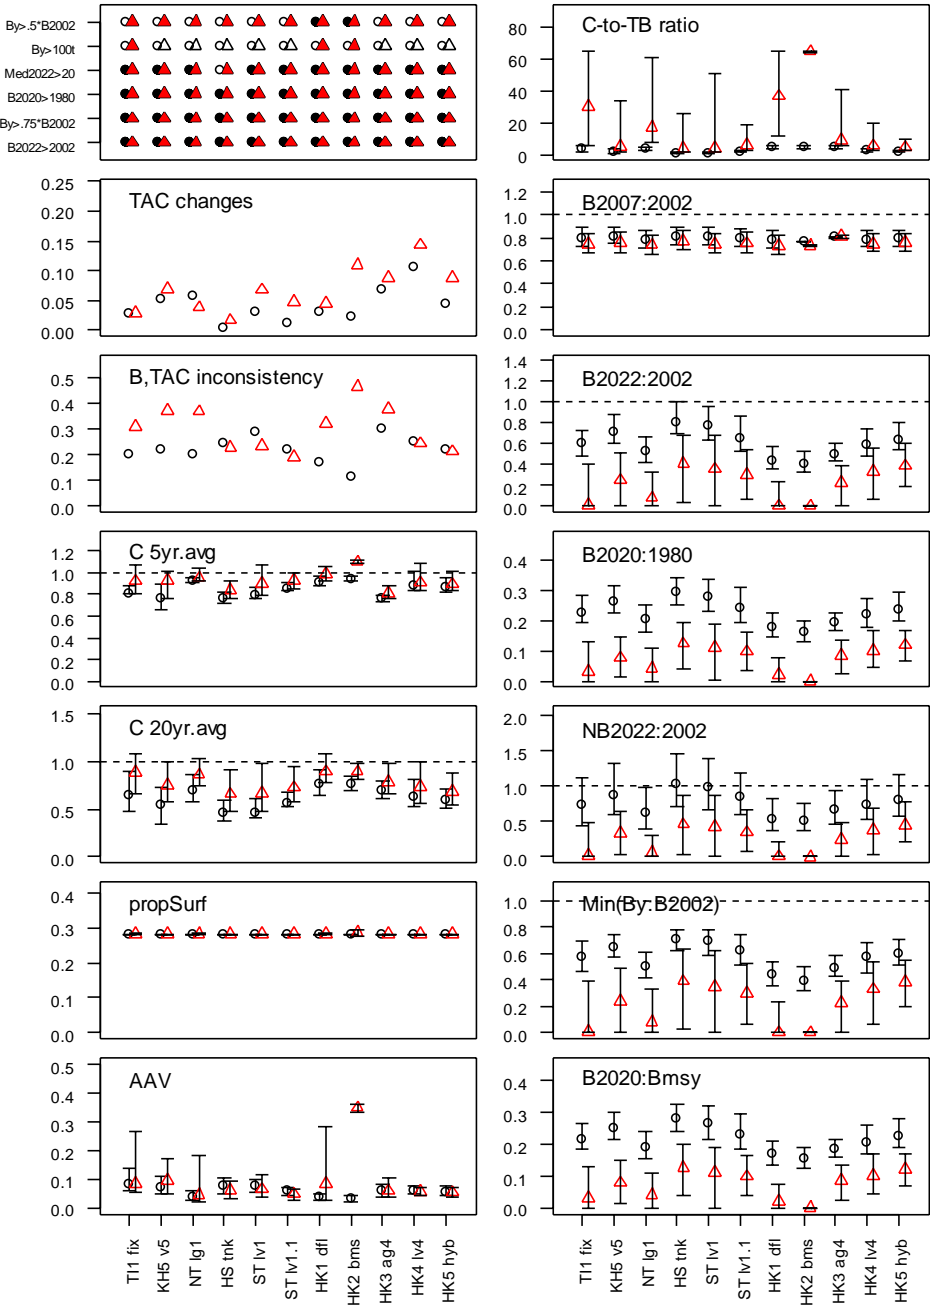 By>.5*B2002
By>100t
Med2022>20
B2020>1980
By>.75*B2002
B2022>2002
C-to-TB ratio
80
60
40
20
0
TAC changes
0.25
0.20
0.15
0.10
0.05
0.00
B2007:2002
1.2
1.0
0.8
0.6
0.4
0.2
0.0
B,TAC inconsistency
0.5
0.4
0.3
0.2
0.1
0.0
B2022:2002
1.4
1.2
1.0
0.8
0.6
0.4
0.2
0.0
C 5yr.avg
1.2
1.0
0.8
0.6
0.4
0.2
0.0
B2020:1980
0.4
0.3
0.2
0.1
0.0
C 20yr.avg
1.5
1.0
0.5
0.0
NB2022:2002
2.0
1.5
1.0
0.5
0.0
propSurf
0.4
0.3
0.2
0.1
0.0
Min(By:B2002)
1.0
0.8
0.6
0.4
0.2
0.0
AAV
0.5
0.4
0.3
0.2
0.1
0.0
B2020:Bmsy
0.4
0.3
0.2
0.1
0.0
TI1 fix
KH5 v5
NT lg1
HS tnk
ST lv1
ST lv1.1
HK1 dfl
HK2 bms
HK3 ag4
HK4 lv4
HK5 hyb
TI1 fix
KH5 v5
NT lg1
HS tnk
ST lv1
ST lv1.1
HK1 dfl
HK2 bms
HK3 ag4
HK4 lv4
HK5 hyb